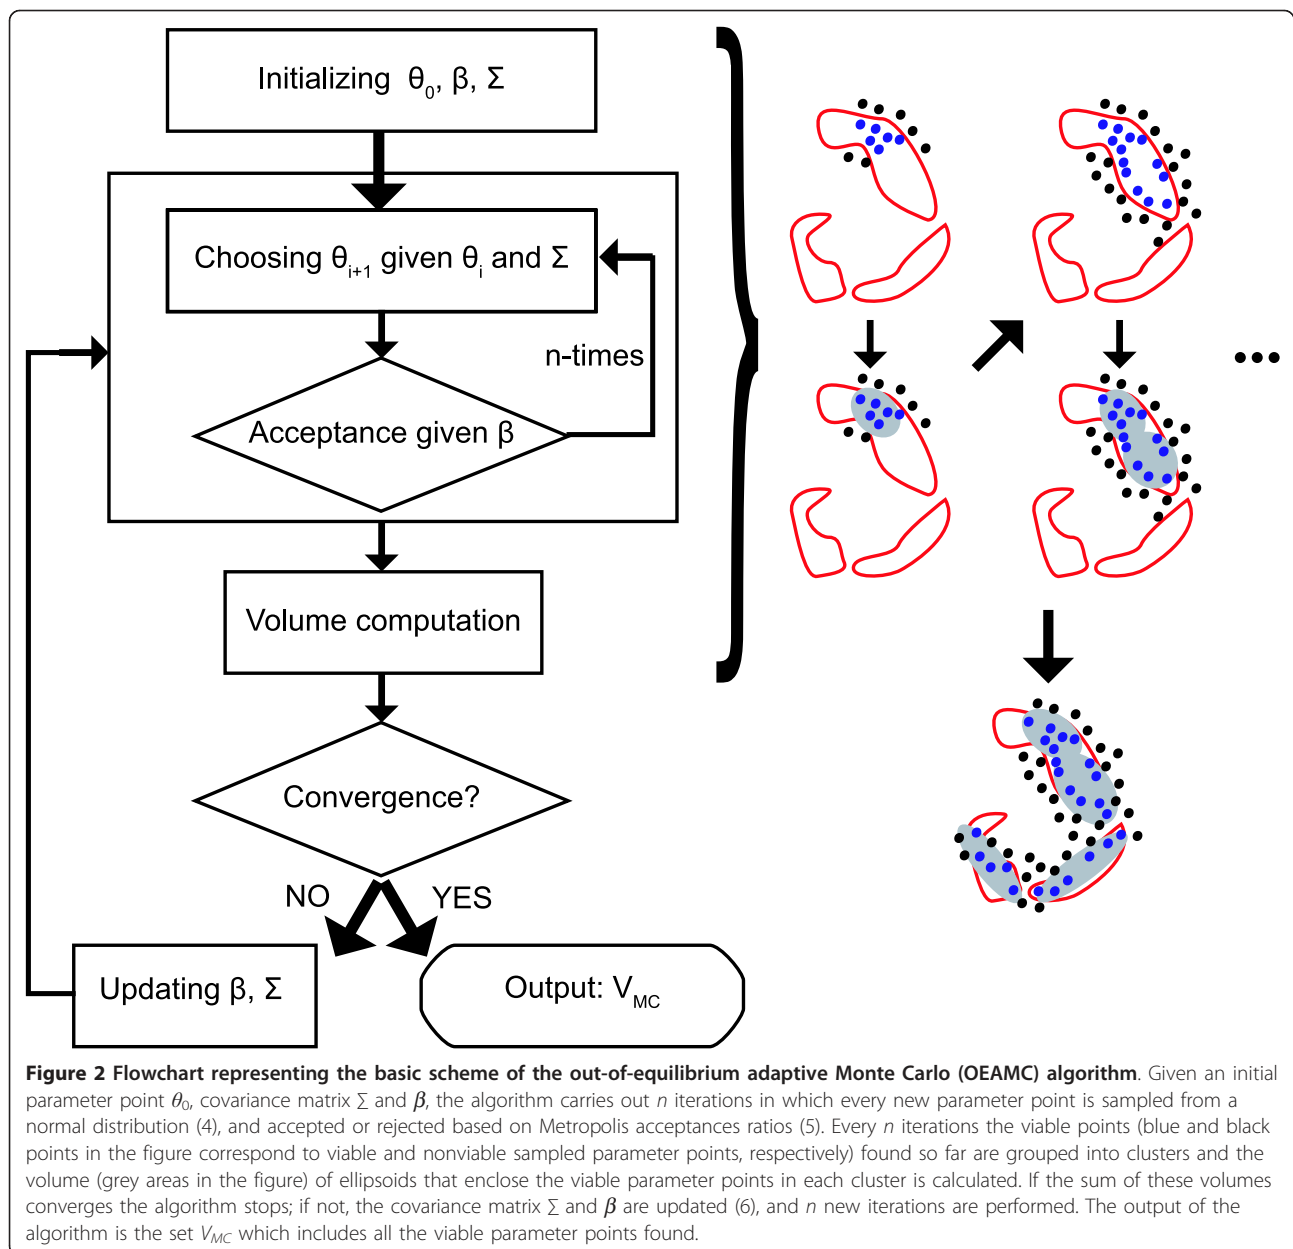 Initializing θ0, β, Σ
Choosing θi+1 given θi and Σ
n-times
Acceptance given β
Volume computation
Convergence?
NO
YES
Updating β, Σ
Output: VMC
Figure 2 Flowchart representing the basic scheme of the out-of-equilibrium adaptive Monte Carlo (OEAMC) algorithm. Given an initial
parameter point θ0, covariance matrix Σ and β, the algorithm carries out n iterations in which every new parameter point is sampled from a
normal distribution (4), and accepted or rejected based on Metropolis acceptances ratios (5). Every n iterations the viable points (blue and black
points in the figure correspond to viable and nonviable sampled parameter points, respectively) found so far are grouped into clusters and the
volume (grey areas in the figure) of ellipsoids that enclose the viable parameter points in each cluster is calculated. If the sum of these volumes
converges the algorithm stops; if not, the covariance matrix Σ and β are updated (6), and n new iterations are performed. The output of the
algorithm is the set VMC which includes all the viable parameter points found.